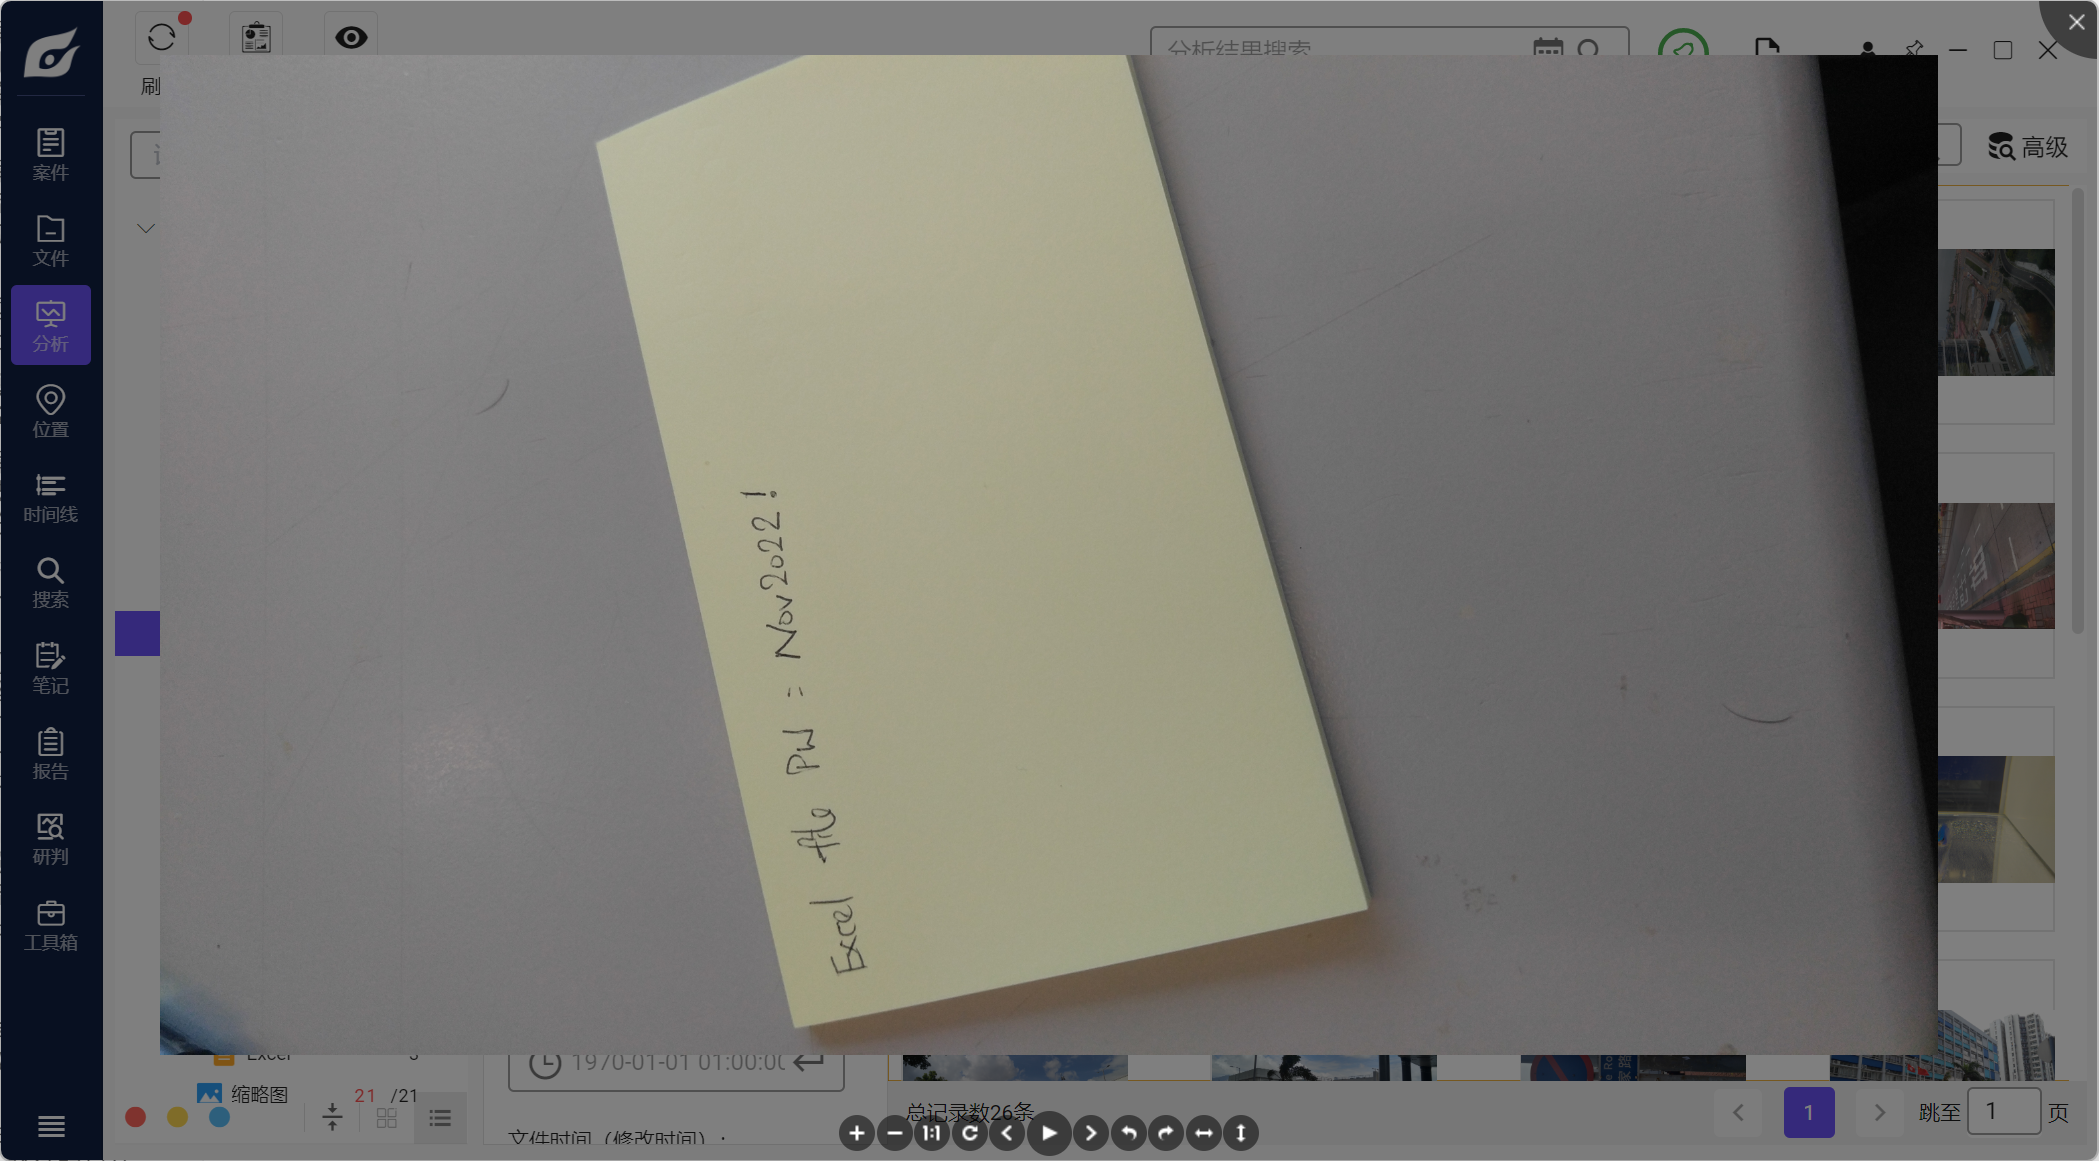 分析结果搜索
刷
案件
文件
分析
位置
时间线
搜索
笔记
报告
研判
工具箱
高级
Excel file PW : Nov2022!
Excel
缩略图 21 /21
1970-01-01 01:00:00
文件时间（修改时间）:
总记录数26条
1:1
1
跳至 1 页